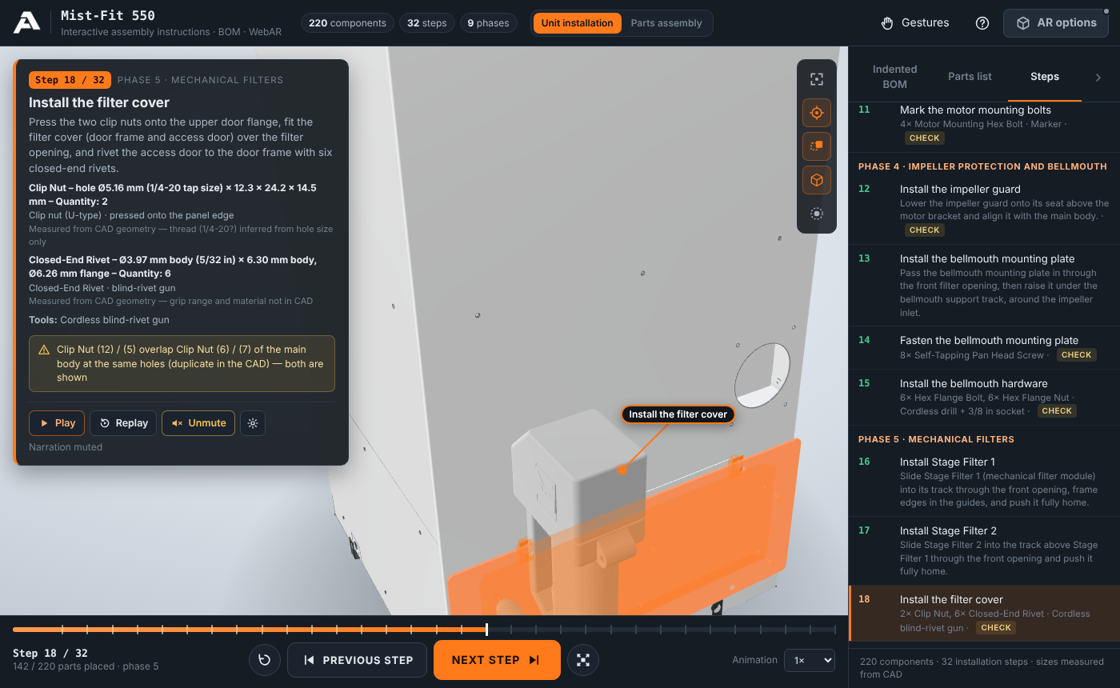 Mist-Fit 550
Interactive assembly instructions · BOM · WebAR
220 components
32 steps
9 phases
Unit installation
Parts assembly
Gestures
AR options
Step 18 / 32
PHASE 5 · MECHANICAL FILTERS
Install the filter cover
Press the two clip nuts onto the upper door flange, fit the
filter cover (door frame and access door) over the filter
opening, and rivet the access door to the door frame with six
closed-end rivets.
Clip Nut – hole Ø5.16 mm (1/4-20 tap size) × 12.3 × 24.2 × 14.5
mm – Quantity: 2
Clip nut (U-type) · pressed onto the panel edge
Measured from CAD geometry — thread (1/4-20?) inferred from hole size
only
Closed-End Rivet – Ø3.97 mm body (5/32 in) × 6.30 mm body,
Ø6.26 mm flange – Quantity: 6
Closed-End Rivet · blind-rivet gun
Measured from CAD geometry — grip range and material not in CAD
Tools: Cordless blind-rivet gun
Clip Nut (12) / (5) overlap Clip Nut (6) / (7) of the main
body at the same holes (duplicate in the CAD) — both are
shown
Play
Replay
Unmute
Narration muted
Install the filter cover
Indented
BOM
Parts list
Steps
11
Mark the motor mounting bolts
4× Motor Mounting Hex Bolt · Marker ·
CHECK
PHASE 4 · IMPELLER PROTECTION AND BELLMOUTH
12
Install the impeller guard
Lower the impeller guard onto its seat above the
motor bracket and align it with the main body. ·
CHECK
13
Install the bellmouth mounting plate
Pass the bellmouth mounting plate in through
the front filter opening, then raise it under the
bellmouth support track, around the impeller
inlet.
14
Fasten the bellmouth mounting plate
8× Self-Tapping Pan Head Screw ·
CHECK
15
Install the bellmouth hardware
6× Hex Flange Bolt, 6× Hex Flange Nut ·
Cordless drill + 3/8 in socket ·
CHECK
PHASE 5 · MECHANICAL FILTERS
16
Install Stage Filter 1
Slide Stage Filter 1 (mechanical filter module)
into its track through the front opening, frame
edges in the guides, and push it fully home.
17
Install Stage Filter 2
Slide Stage Filter 2 into the track above Stage
Filter 1 through the front opening and push it
fully home.
18
Install the filter cover
2× Clip Nut, 6× Closed-End Rivet · Cordless
blind-rivet gun ·
CHECK
220 components · 32 installation steps · sizes measured
from CAD
Step 18 / 32
142 / 220 parts placed · phase 5
PREVIOUS STEP
NEXT STEP
Animation
1×